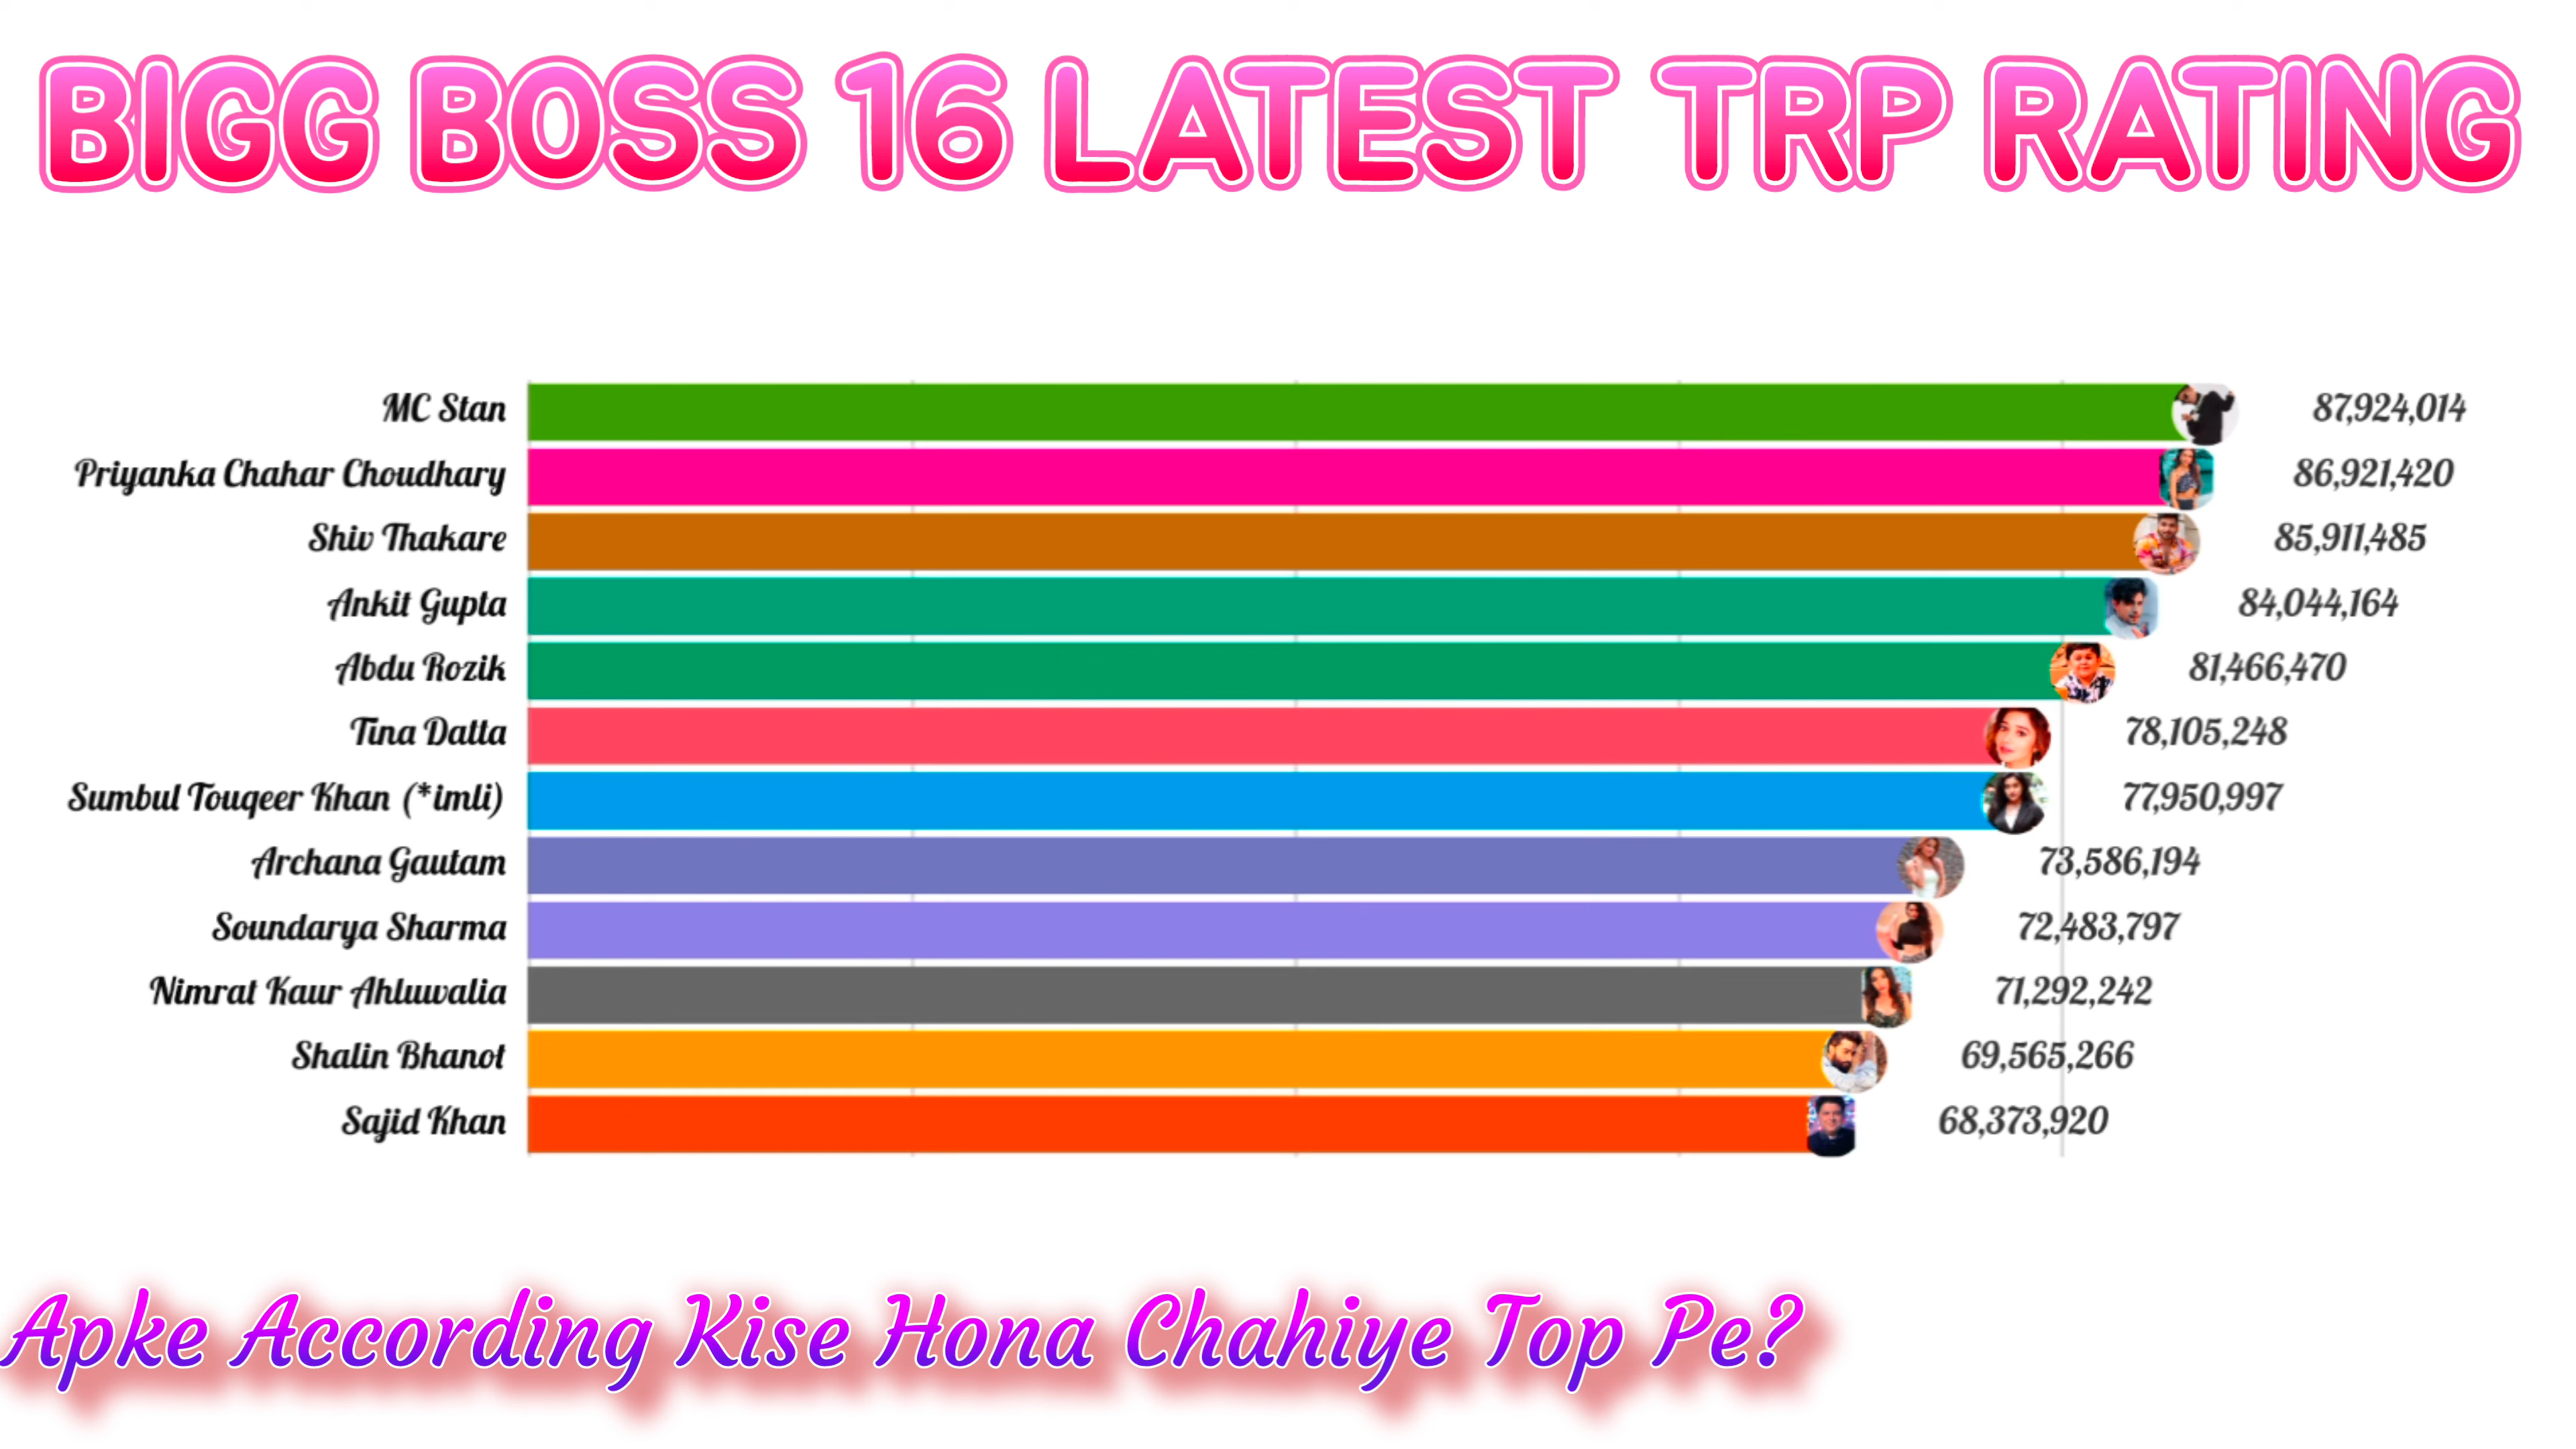 BIGG BOSS 16 LATEST TRP RATING
MC Stan 87,924,014
Priyanka Chahar Choudhary 86,921,420
Shiv Thakare 85,911,485
Ankit Gupta 84,044,164
Abdu Rozik 81,466,470
Tina Datta 78,105,248
Sumbul Touqeer Khan (*imli) 77,950,997
Archana Gautam 73,586,194
Soundarya Sharma 72,483,797
Nimrat Kaur Ahluwalia 71,292,242
Shalin Bhanot 69,565,266
Sajid Khan 68,373,920
Apke According Kise Hona Chahiye Top Pe?